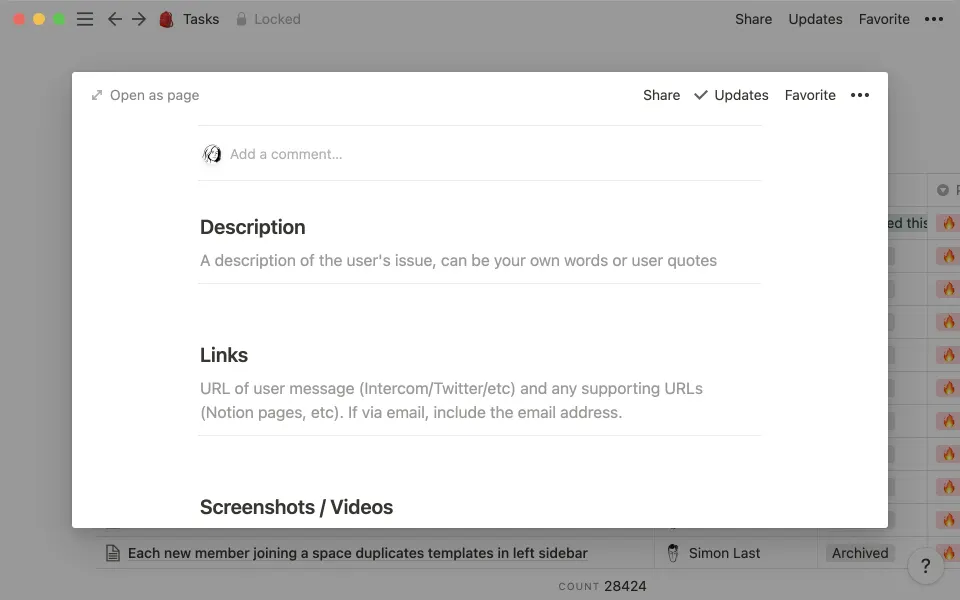 Tasks Locked Share Updates Favorite
Open as page Share Updates Favorite
Add a comment...
Description
A description of the user's issue, can be your own words or user quotes
Links
URL of user message (Intercom/Twitter/etc) and any supporting URLs
(Notion pages, etc). If via email, include the email address.
Screenshots / Videos
ed this
Each new member joining a space duplicates templates in left sidebar Simon Last Archived
?
COUNT 28424